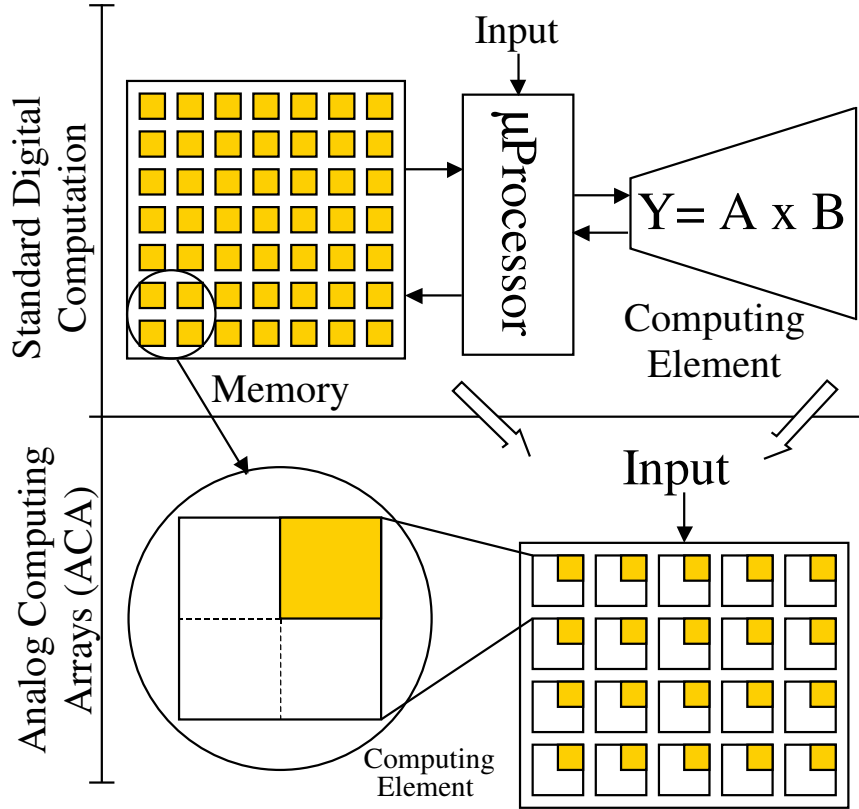 Standard Digital
Computation
Input
µProcessor
Y= A x B
Computing
Element
Memory
Analog Computing
Arrays (ACA)
Input
Computing
Element